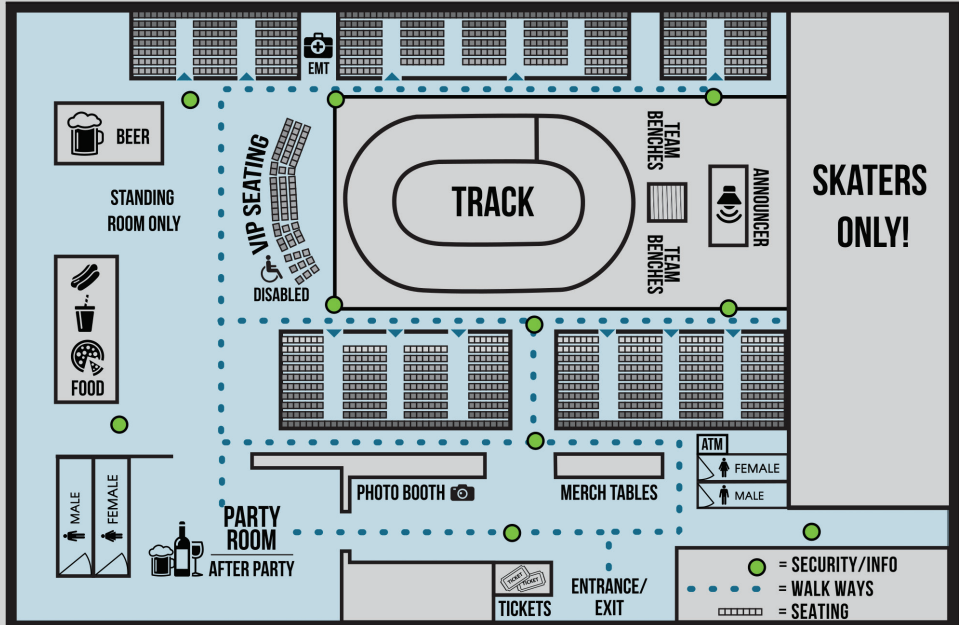 EMT
BEER
STANDING
ROOM ONLY
VIP SEATING
DISABLED
TRACK
TEAM
BENCHES
TEAM
BENCHES
ANNOUNCER
SKATERS
ONLY!
FOOD
MALE
FEMALE
PARTY
ROOM
AFTER PARTY
PHOTO BOOTH
MERCH TABLES
ATM
FEMALE
MALE
TICKET
TICKET
TICKETS
ENTRANCE/
EXIT
= SECURITY/INFO
= WALK WAYS
= SEATING